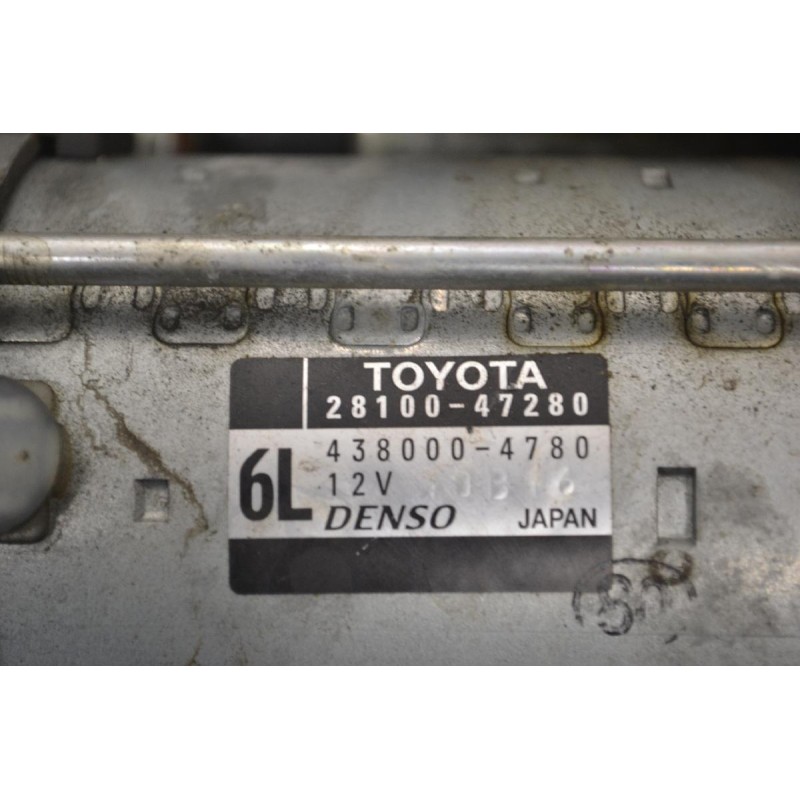 TOYOTA
28100-47280
6L
438000-4780
12V
DENSO JAPAN